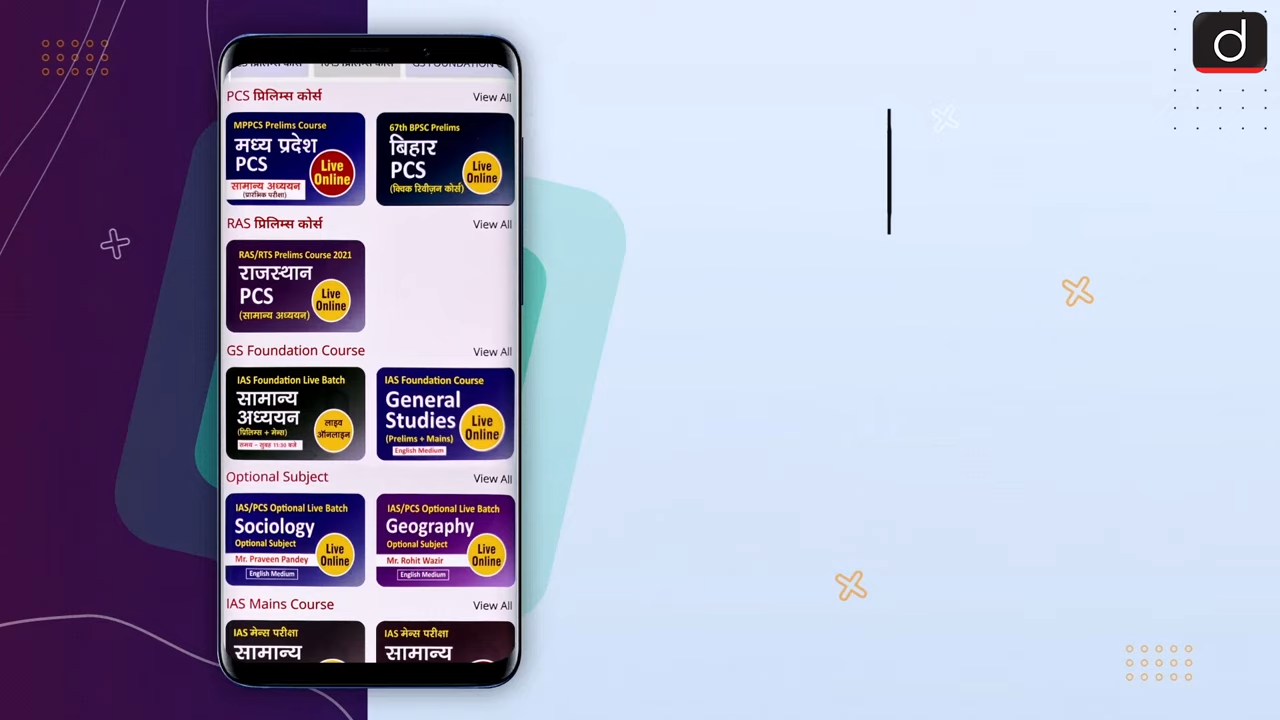 PCS प्रिलिम्स कोर्स
View All
MPPCS Prelims Course
मध्य प्रदेश
PCS
Live
Online
सामान्य अध्ययन
(प्रारंभिक परीक्षा)
67th BPSC Prelims
बिहार
PCS
Live
Online
(क्विक रिवीज़न कोर्स)
RAS प्रिलिम्स कोर्स
View All
RAS/RTS Prelims Course 2021
राजस्थान
PCS
Live
Online
(सामान्य अध्ययन)
GS Foundation Course
View All
IAS Foundation Live Batch
सामान्य
अध्ययन
(प्रिलिम्स + मेन्स)
लाइव
ऑनलाइन
समय - सुबह 11:30 बजे
IAS Foundation Course
General
Studies
Live
Online
(Prelims + Mains)
English Medium
Optional Subject
View All
IAS/PCS Optional Live Batch
Sociology
Optional Subject
Live
Online
Mr. Praveen Pandey
English Medium
IAS/PCS Optional Live Batch
Geography
Optional Subject
Live
Online
Mr. Rohit Wazir
English Medium
IAS Mains Course
View All
IAS मेन्स परीक्षा
सामान्य
IAS मेन्स परीक्षा
सामान्य
d